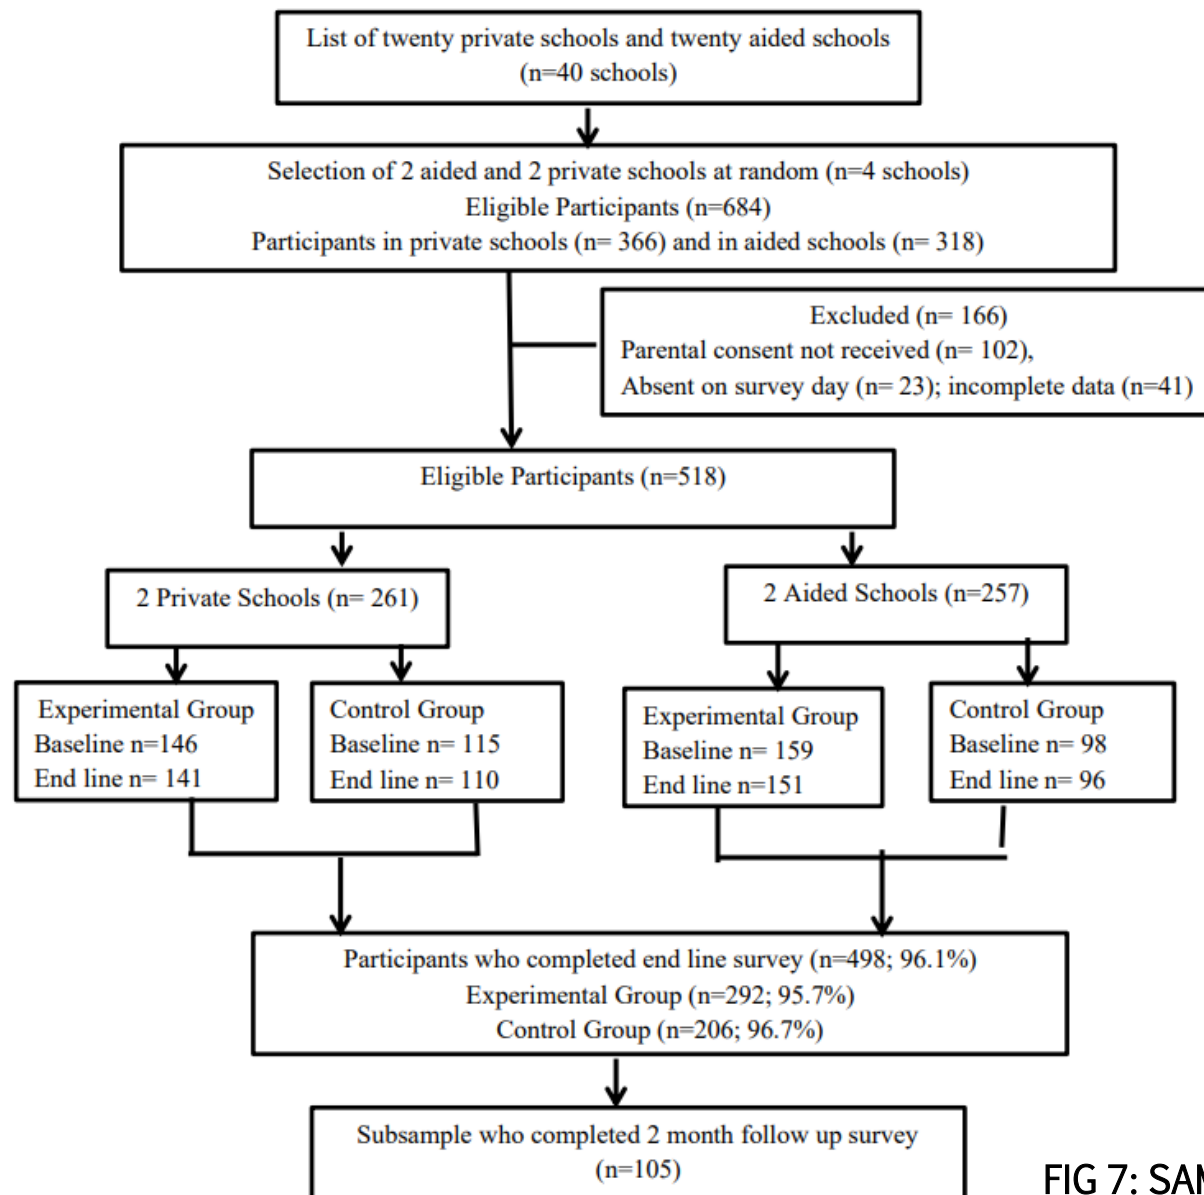 List of twenty private schools and twenty aided schools
(n=40 schools)
Selection of 2 aided and 2 private schools at random (n=4 schools)
Eligible Participants (n=684)
Participants in private schools (n= 366) and in aided schools (n= 318)
Excluded (n= 166)
Parental consent not received (n= 102),
Absent on survey day (n= 23); incomplete data (n=41)
Eligible Participants (n=518)
2 Private Schools (n= 261)
2 Aided Schools (n=257)
Experimental Group
Baseline n=146
End line n= 141
Control Group
Baseline n= 115
End line n= 110
Experimental Group
Baseline n= 159
End line n=151
Control Group
Baseline n= 98
End line n= 96
Participants who completed end line survey (n=498; 96.1%)
Experimental Group (n=292; 95.7%)
Control Group (n=206; 96.7%)
Subsample who completed 2 month follow up survey
(n=105)
FIG 7: SAM